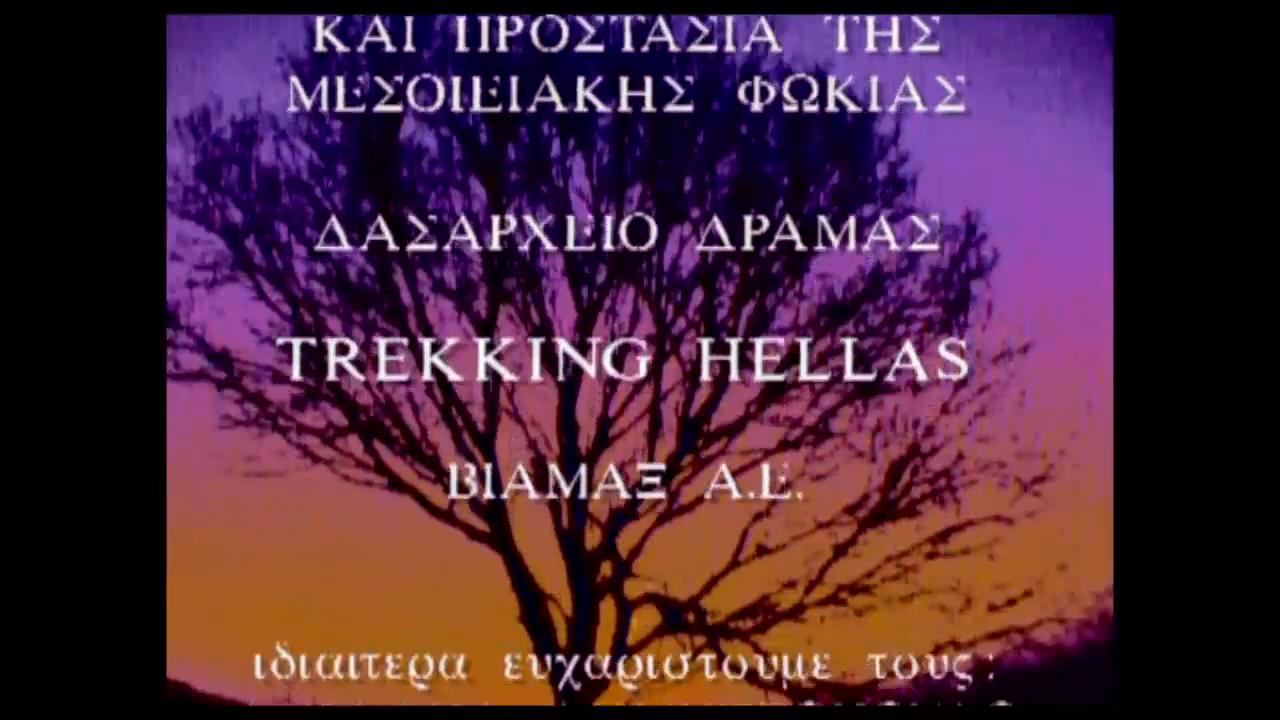 ΚΑΙ ΠΡΟΣΤΑΣΙΑ ΤΗΣ
ΜΕΣΟΓΕΙΑΚΗΣ ΦΩΚΙΑΣ
ΔΑΣΑΡΧΕΙΟ ΔΡΑΜΑΣ
TREKKING HELLAS
ΒΙΑΜΑΞ Α.Ε.
ιδιαιτερα ευχαριστουμε τους: